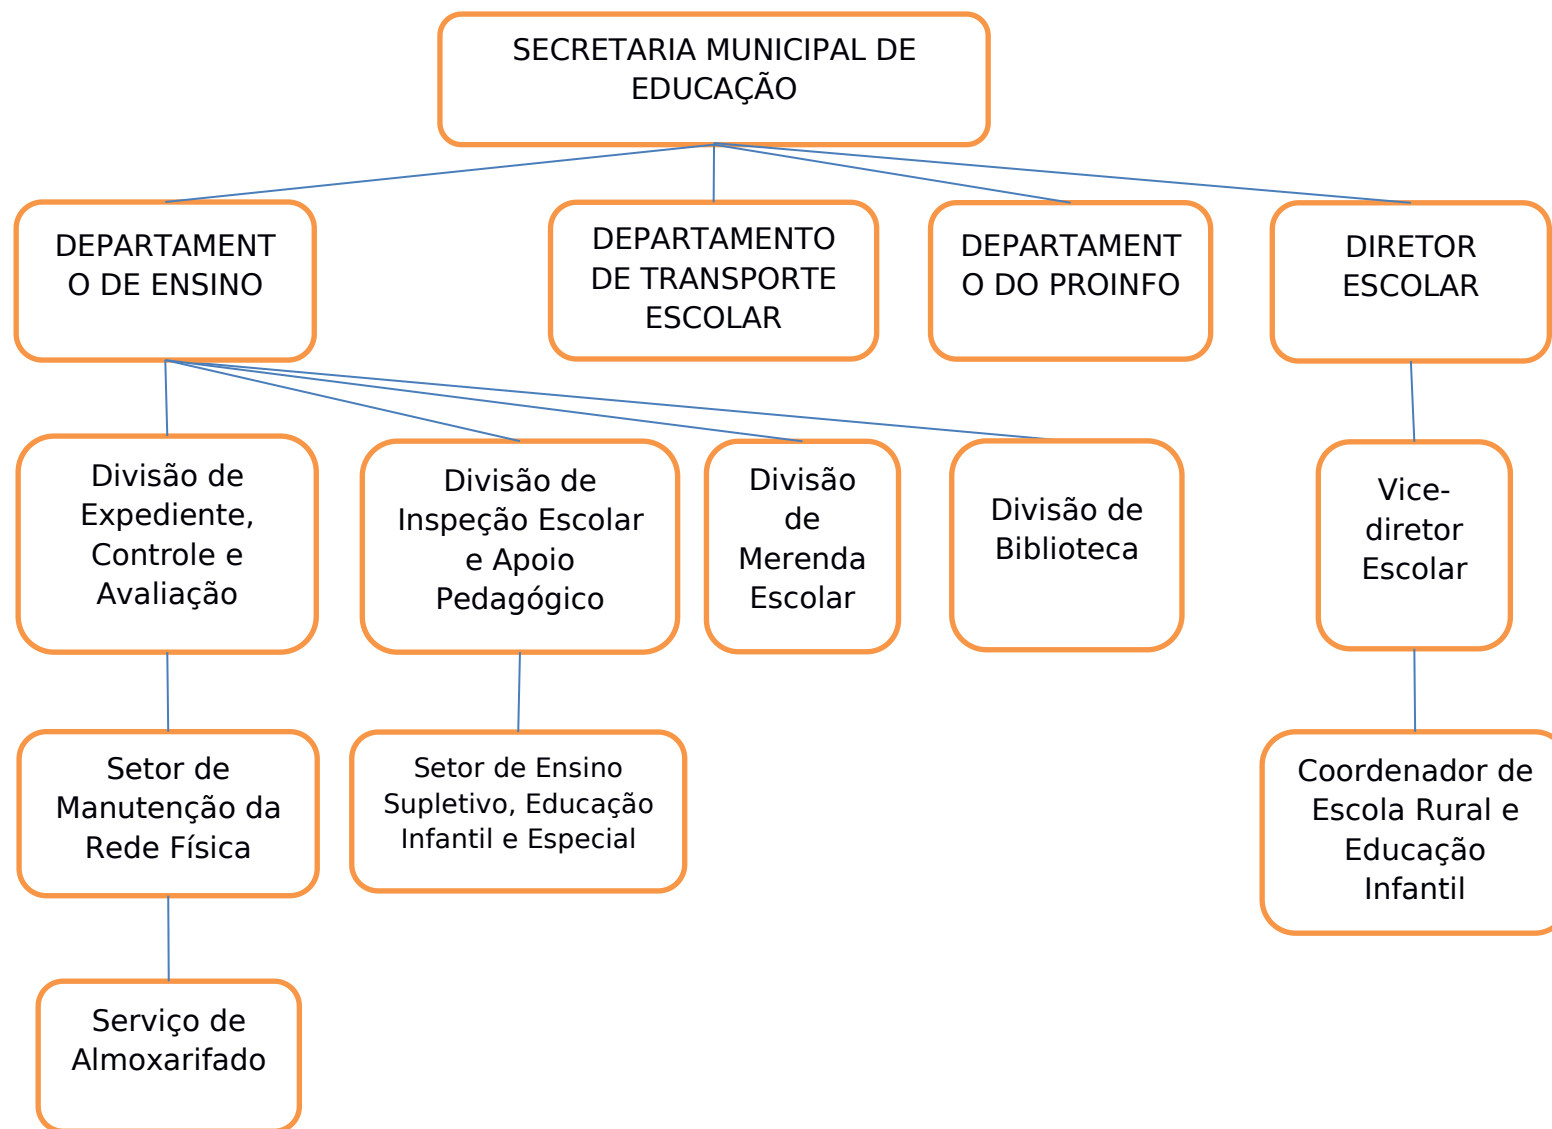 SECRETARIA MUNICIPAL DE
EDUCAÇÃO
DEPARTAMENT
O DE ENSINO
DEPARTAMENTO
DE TRANSPORTE
ESCOLAR
DEPARTAMENT
O DO PROINFO
DIRETOR
ESCOLAR
Divisão de
Expediente,
Controle e
Avaliação
Divisão de
Inspeção Escolar
e Apoio
Pedagógico
Divisão
de
Merenda
Escolar
Divisão de
Biblioteca
Vice-
diretor
Escolar
Setor de
Manutenção da
Rede Física
Setor de Ensino
Supletivo, Educação
Infantil e Especial
Coordenador de
Escola Rural e
Educação
Infantil
Serviço de
Almoxarifado